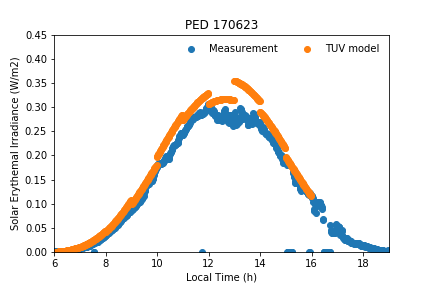 PED 170623
Measurement TUV model
Solar Erythemal Irradiance (W/m2)
0.45
0.40
0.35
0.30
0.25
0.20
0.15
0.10
0.05
0.00
6 8 10 12 14 16 18
Local Time (h)